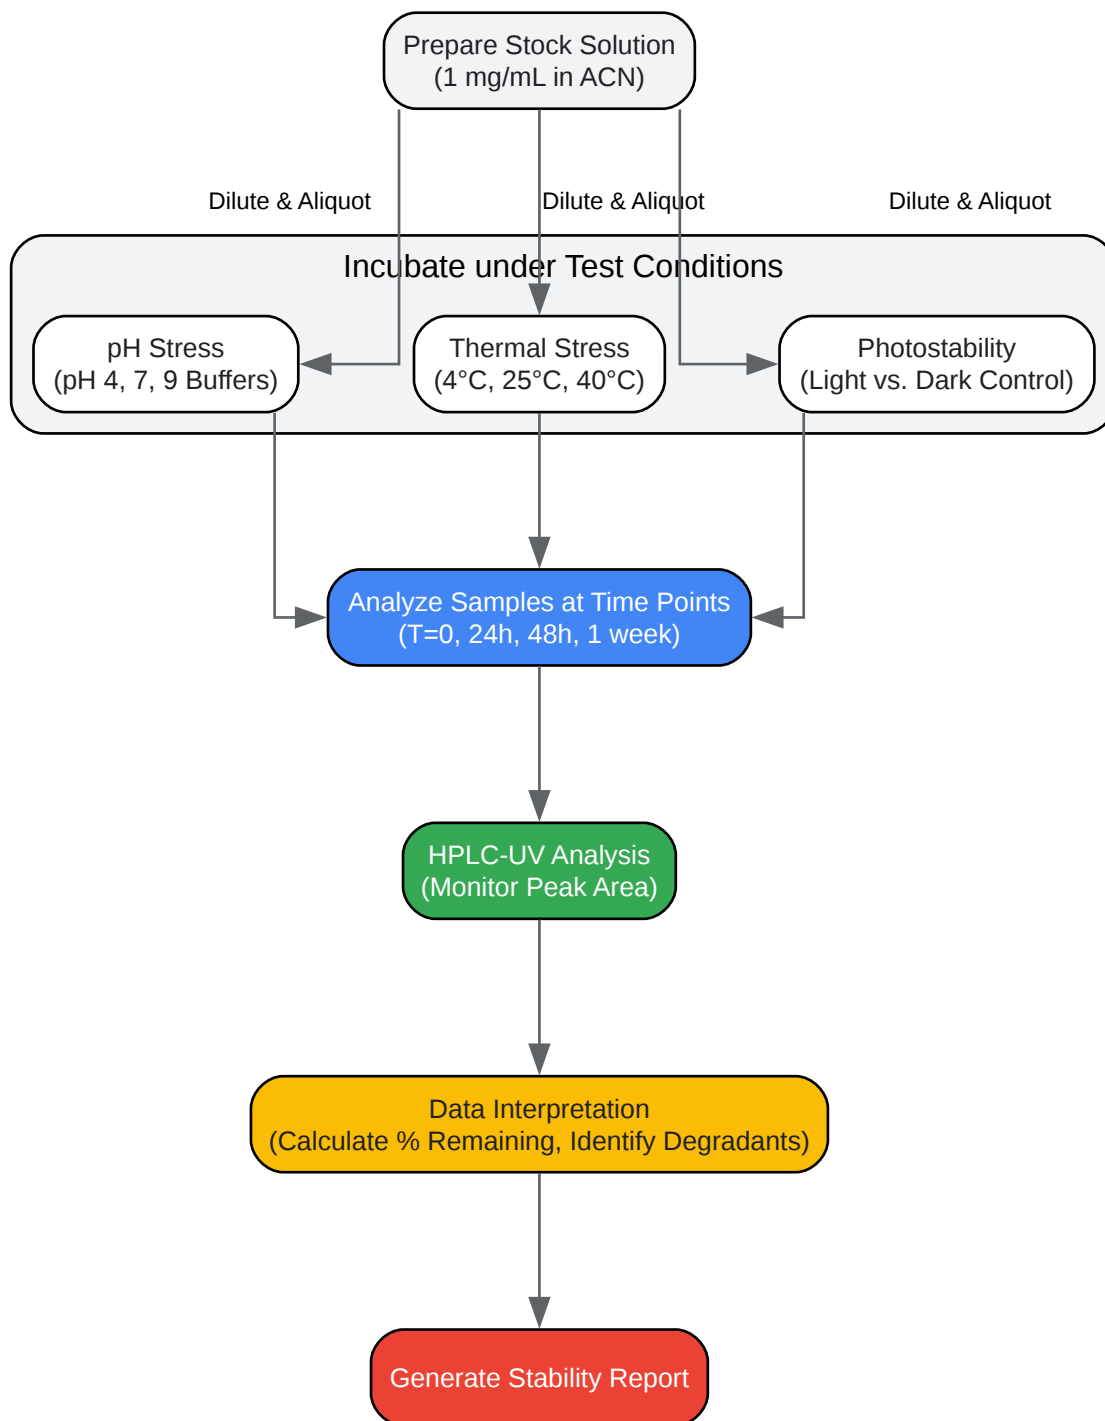 Prepare Stock Solution
(1 mg/mL in ACN)
Dilute & Aliquot
Dilute & Aliquot
Dilute & Aliquot
Incubate under Test Conditions
pH Stress
(pH 4, 7, 9 Buffers)
Thermal Stress
(4°C, 25°C, 40°C)
Photostability
(Light vs. Dark Control)
Analyze Samples at Time Points
(T=0, 24h, 48h, 1 week)
HPLC-UV Analysis
(Monitor Peak Area)
Data Interpretation
(Calculate % Remaining, Identify Degradants)
Generate Stability Report